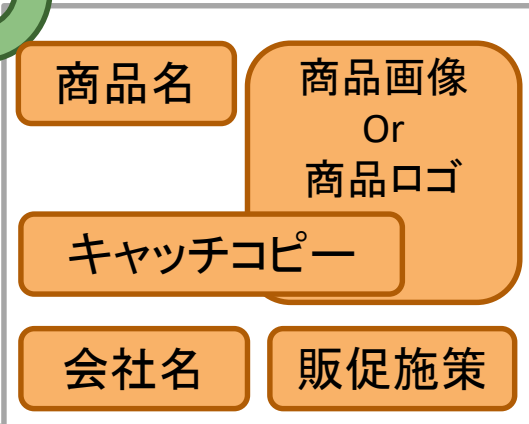 商品名
商品画像
Or
商品ロゴ
キャッチコピー
会社名
販促施策